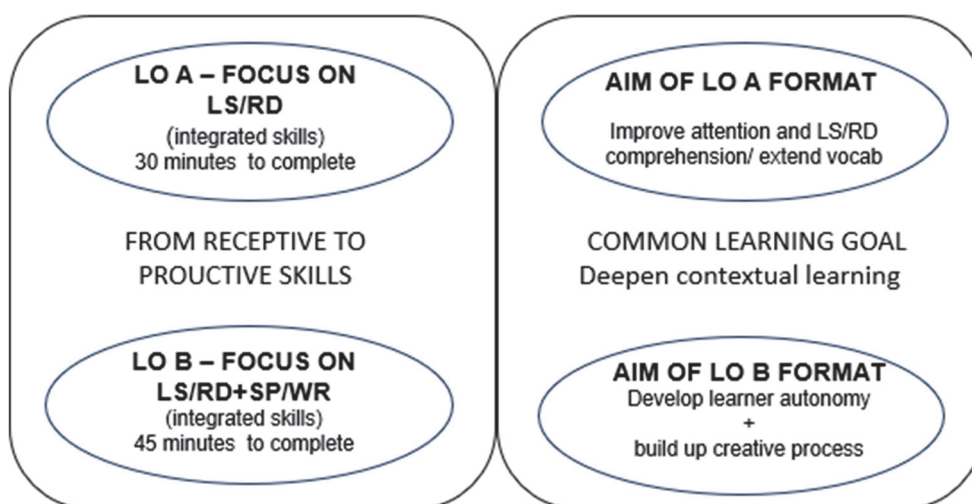 LO A – FOCUS ON
LS/RD
(integrated skills)
30 minutes to complete
FROM RECEPTIVE TO
PROUCTIVE SKILLS
LO B – FOCUS ON
LS/RD+SP/WR
(integrated skills)
45 minutes to complete
AIM OF LO A FORMAT
Improve attention and LS/RD
comprehension/ extend vocab
COMMON LEARNING GOAL
Deepen contextual learning
AIM OF LO B FORMAT
Develop learner autonomy
+
build up creative process